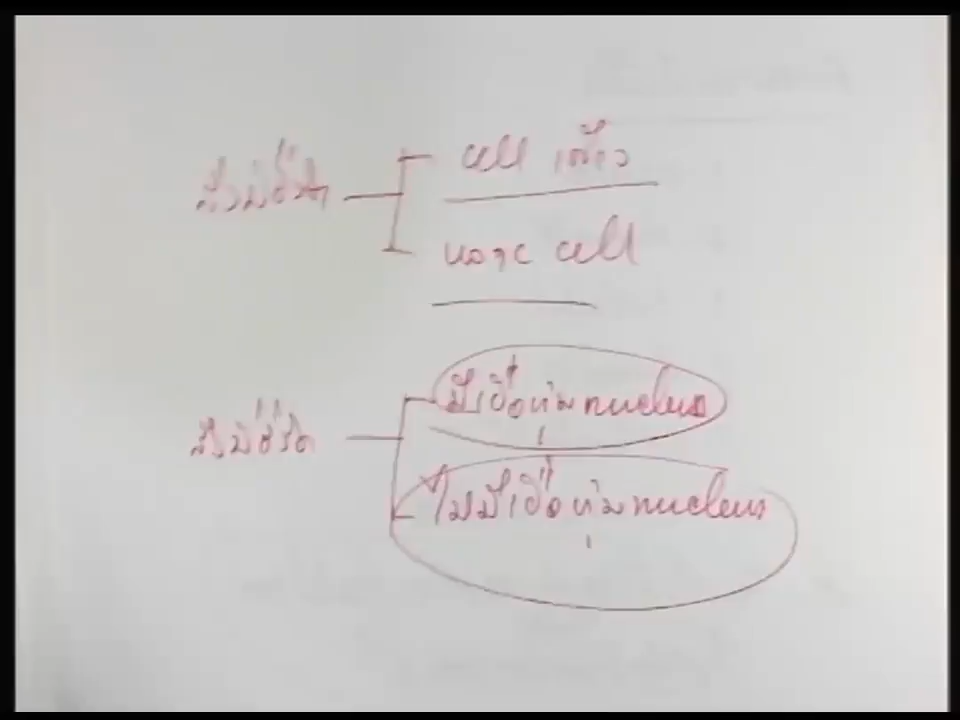 cell เดียว
สิ่งมีชีวิต
หลาย cell
มีเยื่อหุ้ม nucleus
สิ่งมีชีวิต
ไม่มีเยื่อหุ้ม nucleus